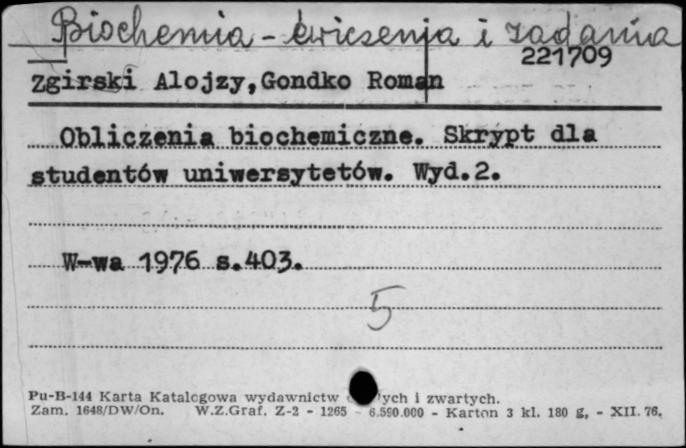 Biochemia - ćwiczenia i zadania
221709
Zgirski Alojzy,Gondko Roman
Obliczenia biochemiczne. Skrypt dla
studentów uniwersytetów. Wyd.2.
W-wa 1976 s.403.
5
Pu-B-144 Karta Katalogowa wydawnictw i zwartych.
Zam. 1648/DW/On. W.Z.Graf. Z-2 - 1265 - 6.590.000 - Karton 3 kl. 180 g, - XII. 76.